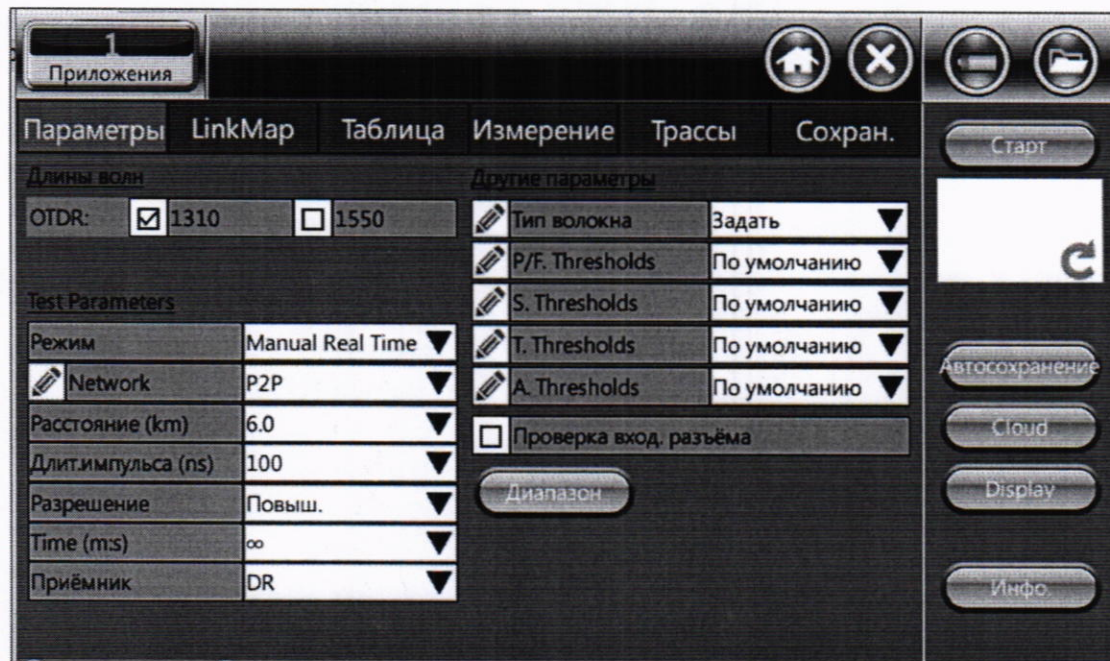 1
Приложения
Параметры LinkMap Таблица Измерение Трассы Сохран.
Длины волн
OTDR: 1310 1550
Test Parameters
Режим Manual Real Time
Network P2P
Расстояние (km) 6.0
Длит.импульса (ns) 100
Разрешение Повыш.
Time (m:s) ∞
Приёмник DR
Другие параметры
Тип волокна Задать
P/F. Thresholds По умолчанию
S. Thresholds По умолчанию
T. Thresholds По умолчанию
A. Thresholds По умолчанию
Проверка вход. разъёма
Диапазон
Старт
Автосохранение
Cloud
Display
Инфо.